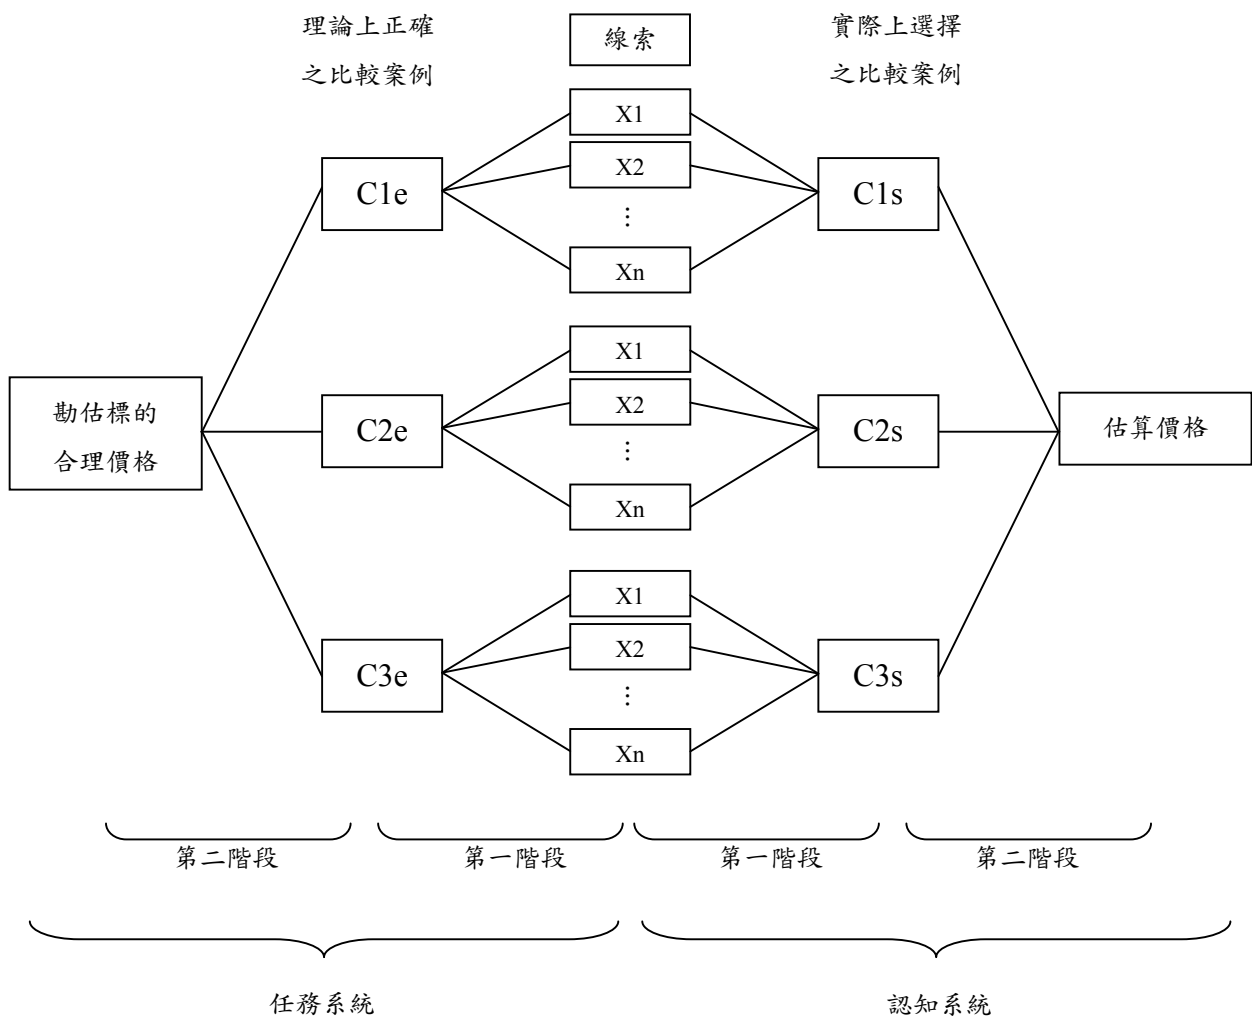 理論上正確
之比較案例
線索
實際上選擇
之比較案例
X1
X2
⋮
Xn
C1e
C1s
X1
X2
⋮
Xn
勘估標的
合理價格
C2e
C2s
估算價格
X1
X2
⋮
Xn
C3e
C3s
第二階段
第一階段
第一階段
第二階段
任務系統
認知系統